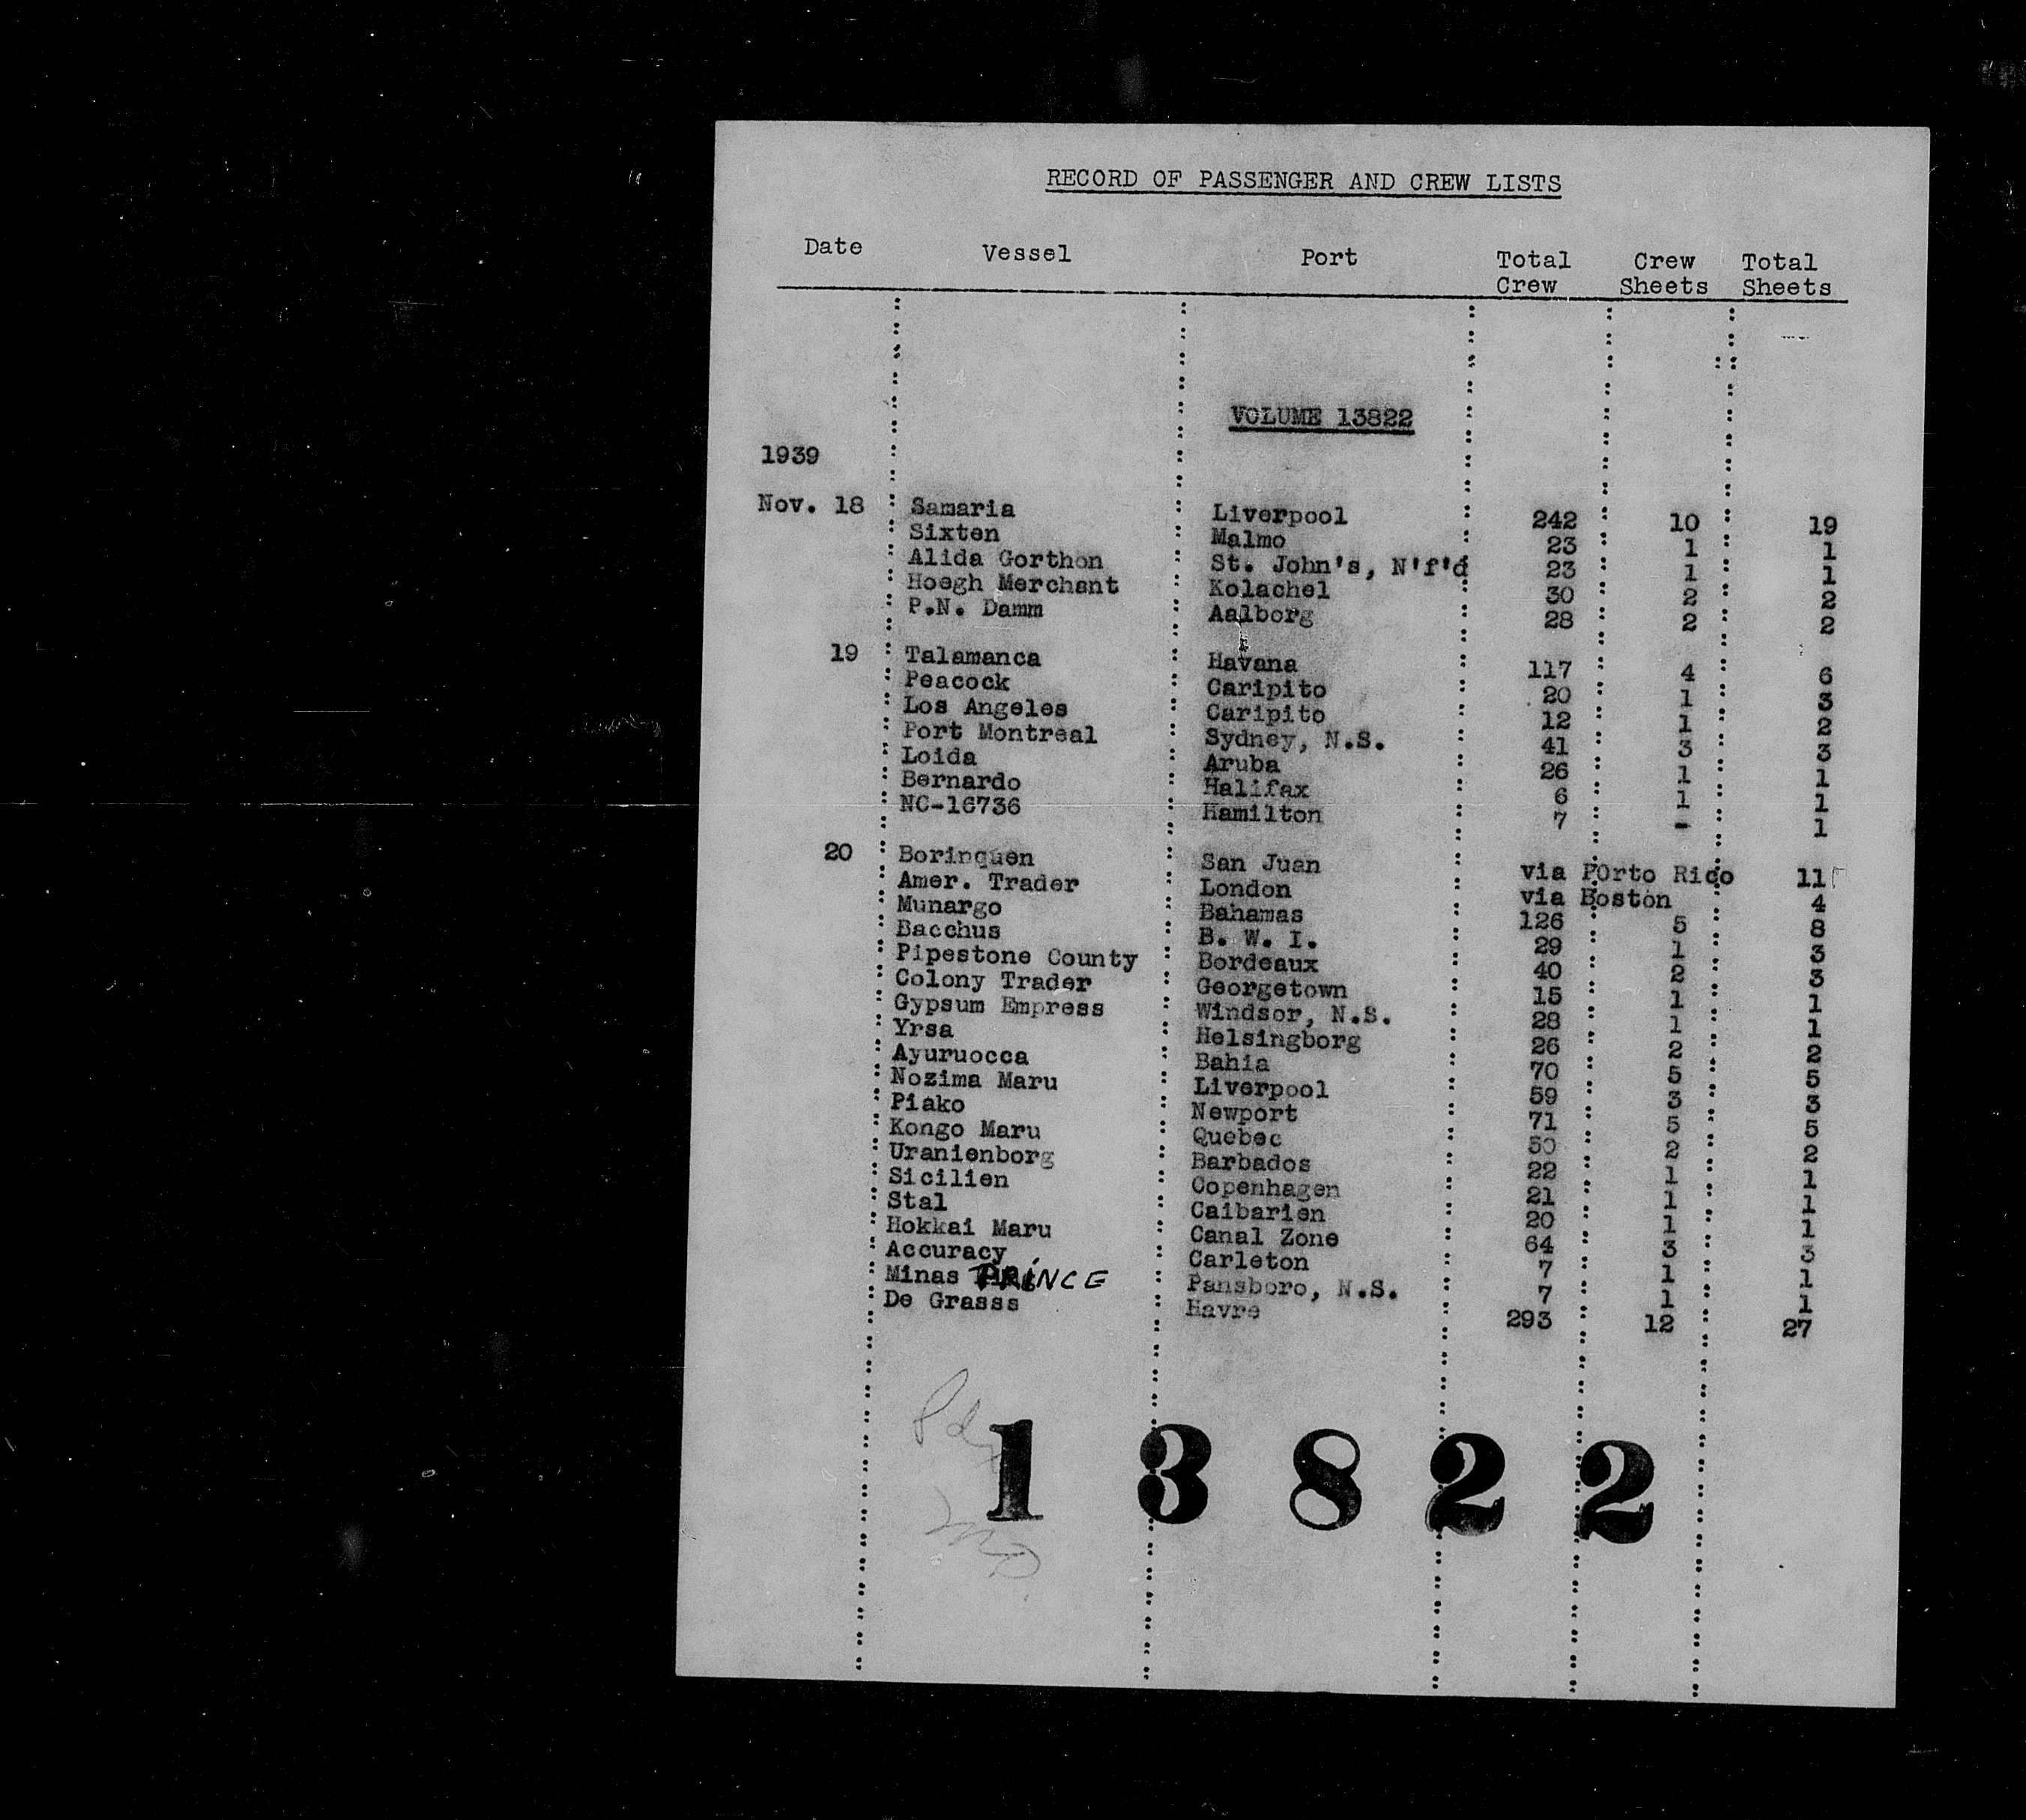 RECORD OF PASSENGER AND CREW LISTS
Date Vessel Port Total Crew Crew Sheets Total Sheets
VOLUME 13822
1939
Nov. 18 Samaria Liverpool 242 10 19
Sixten Malmo 23 1 1
Alida Gorthon St. John's, N'f'd 23 1 1
Hoegh Merchant Kolachel 30 2 2
P.N. Damm Aalborg 28 2 2
19 Talamanca Havana 117 4 6
Peacock Caripito 20 1 3
Los Angeles Caripito 12 1 2
Port Montreal Sydney, N.S. 41 3 3
Loida Aruba 26 1 1
Bernardo Halifax 6 1 1
NC-16736 Hamilton 7 - 1
20 Borinquen San Juan via POrto Rico 11
Amer. Trader London via Boston 4
Munargo Bahamas 126 5 8
Bacchus B. W. I. 29 1 3
Pipestone County Bordeaux 40 2 3
Colony Trader Georgetown 15 1 1
Gypsum Empress Windsor, N.S. 28 1 1
Yrsa Helsingborg 26 2 2
Ayuruocca Bahia 70 5 5
Nozima Maru Liverpool 59 3 3
Piako Newport 71 5 5
Kongo Maru Quebec 50 2 2
Uranienborg Barbados 22 1 1
Sicilien Copenhagen 21 1 1
Stal Caibarien 20 1 1
Hokkai Maru Canal Zone 64 3 3
Accuracy Carleton 7 1 1
Minas PRINCE Pansboro, N.S. 7 1 1
De Grasss Havre 293 12 27
1 3 8 2 2